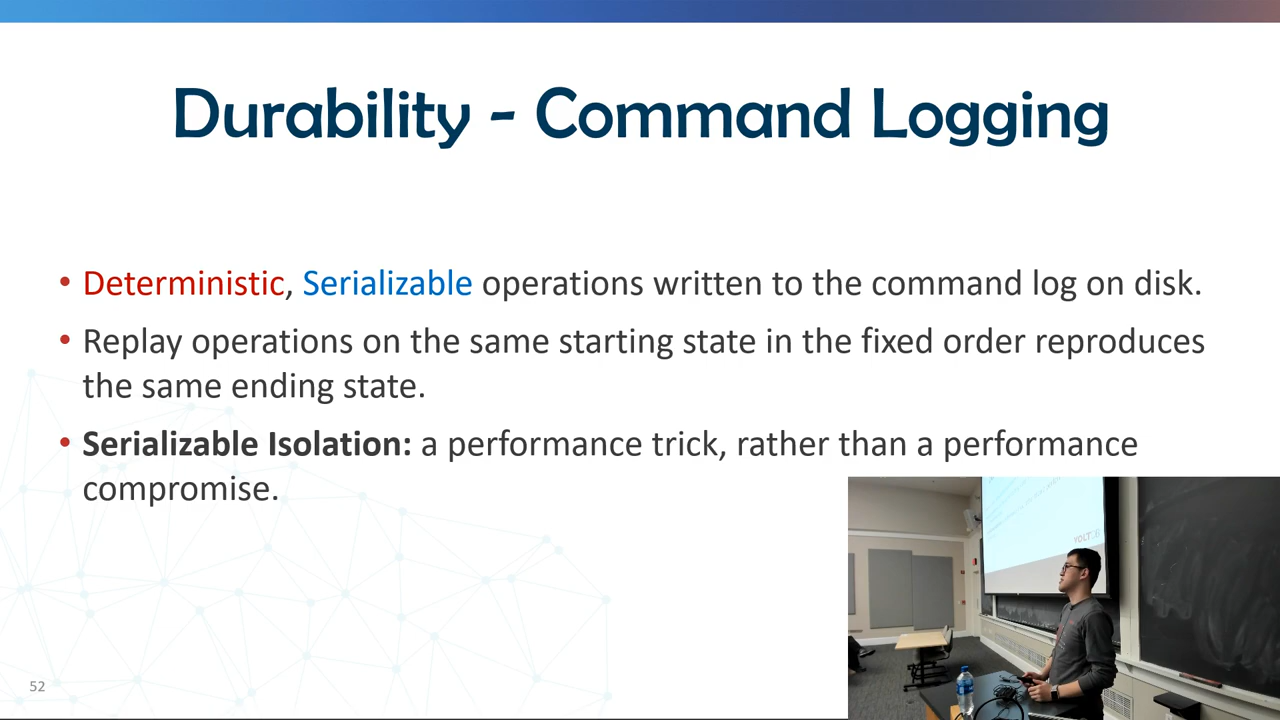 Durability - Command Logging
• Deterministic, Serializable operations written to the command log on disk.
• Replay operations on the same starting state in the fixed order reproduces
the same ending state.
• Serializable Isolation: a performance trick, rather than a performance
compromise.
52